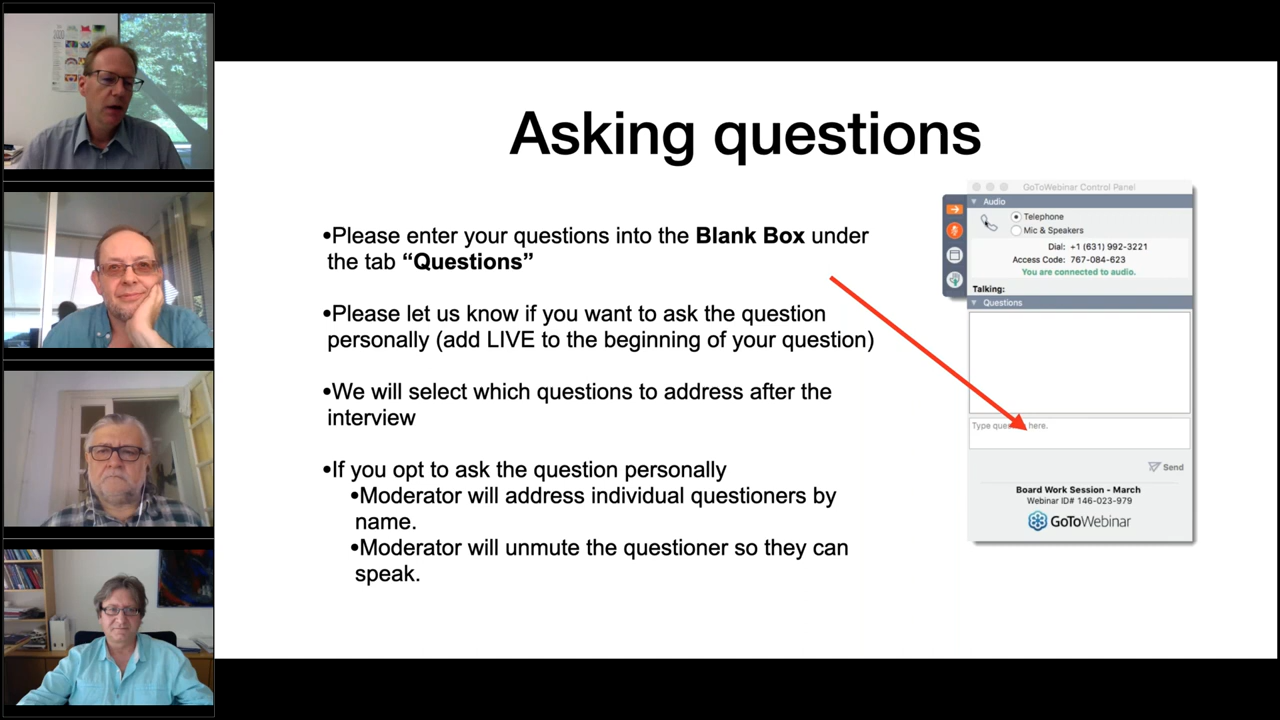 Asking questions
•Please enter your questions into the Blank Box under
the tab “Questions”
•Please let us know if you want to ask the question
personally (add LIVE to the beginning of your question)
•We will select which questions to address after the
interview
•If you opt to ask the question personally
•Moderator will address individual questioners by
name.
•Moderator will unmute the questioner so they can
speak.
GoToWebinar Control Panel
Audio
Telephone
Mic & Speakers
Dial: +1 (631) 992-3221
Access Code: 767-084-623
You are connected to audio.
Talking:
Questions
Type here.
Send
Board Work Session - March
Webinar ID# 146-023-979
GoToWebinar